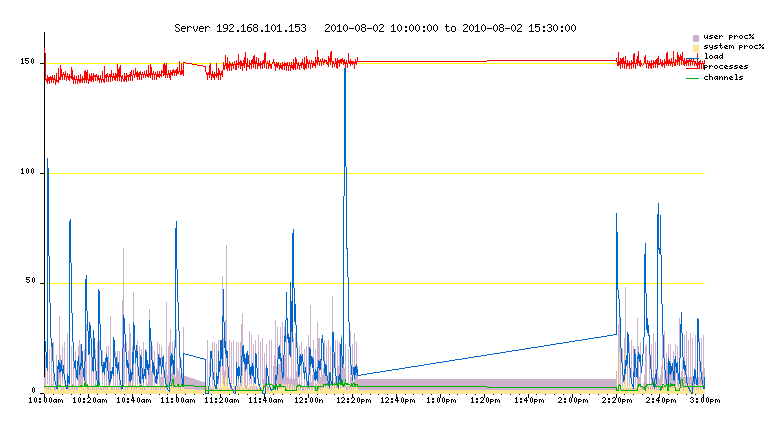 Server 192.168.101.153 2010-08-02 10:00:00 to 2010-08-02 15:30:00
user proc%
system proc%
load
processes
channels
150
100
50
0
10:00am 10:20am 10:40am 11:00am 11:20am 11:40am 12:00pm 12:20pm 12:40pm 1:00pm 1:20pm 1:40pm 2:00pm 2:20pm 2:40pm 3:00pm